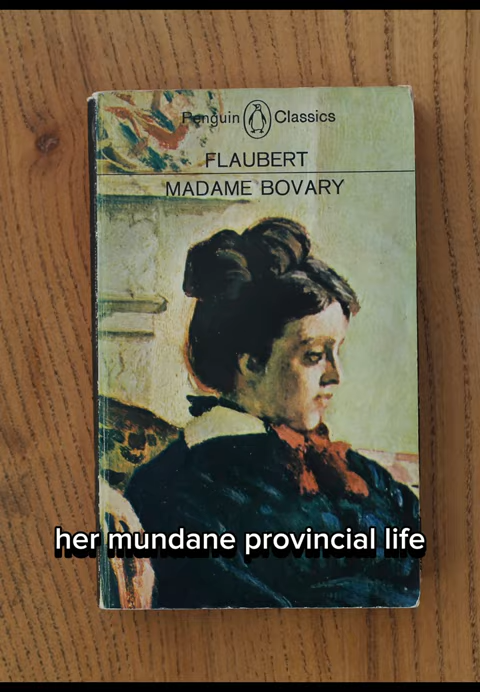 Penguin Classics
FLAUBERT
MADAME BOVARY
her mundane provincial life